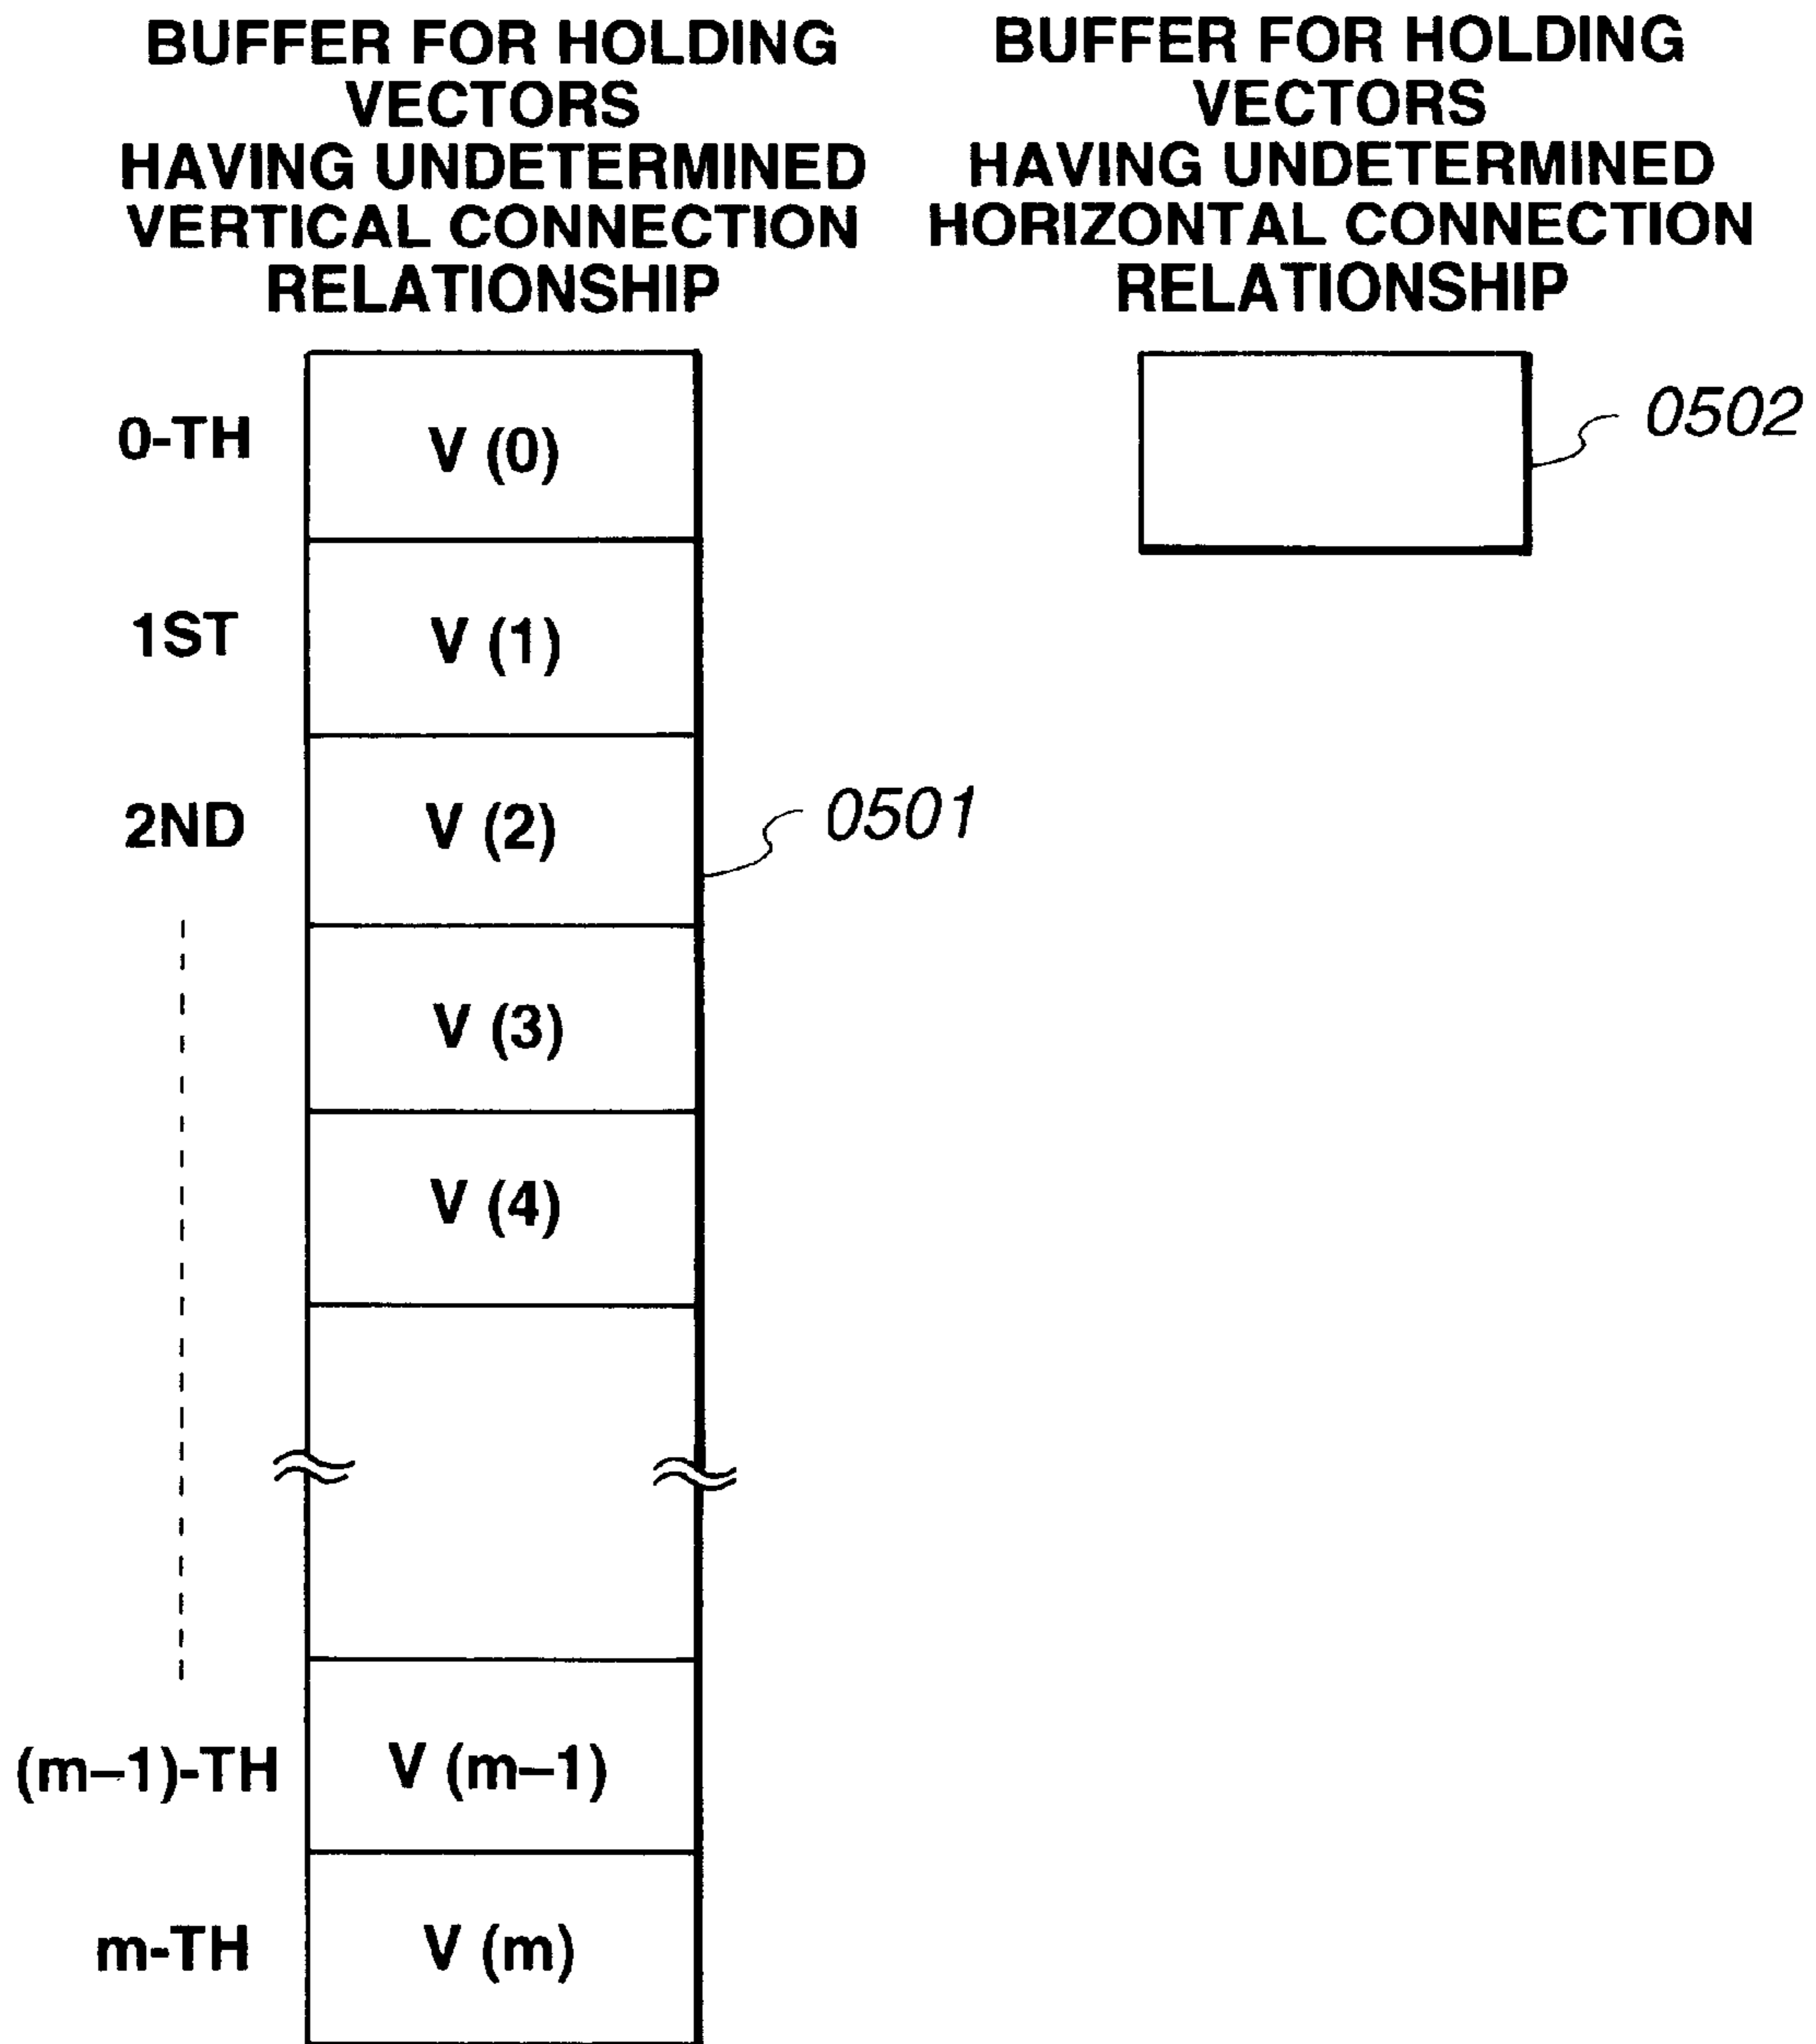 BUFFER FOR HOLDING
VECTORS
HAVING UNDETERMINED
VERTICAL CONNECTION
RELATIONSHIP
BUFFER FOR HOLDING
VECTORS
HAVING UNDETERMINED
HORIZONTAL CONNECTION
RELATIONSHIP
0-TH
V (0)
0502
1ST
V (1)
2ND
V (2)
0501
V (3)
V (4)
(m–1)-TH
V (m–1)
m-TH
V (m)